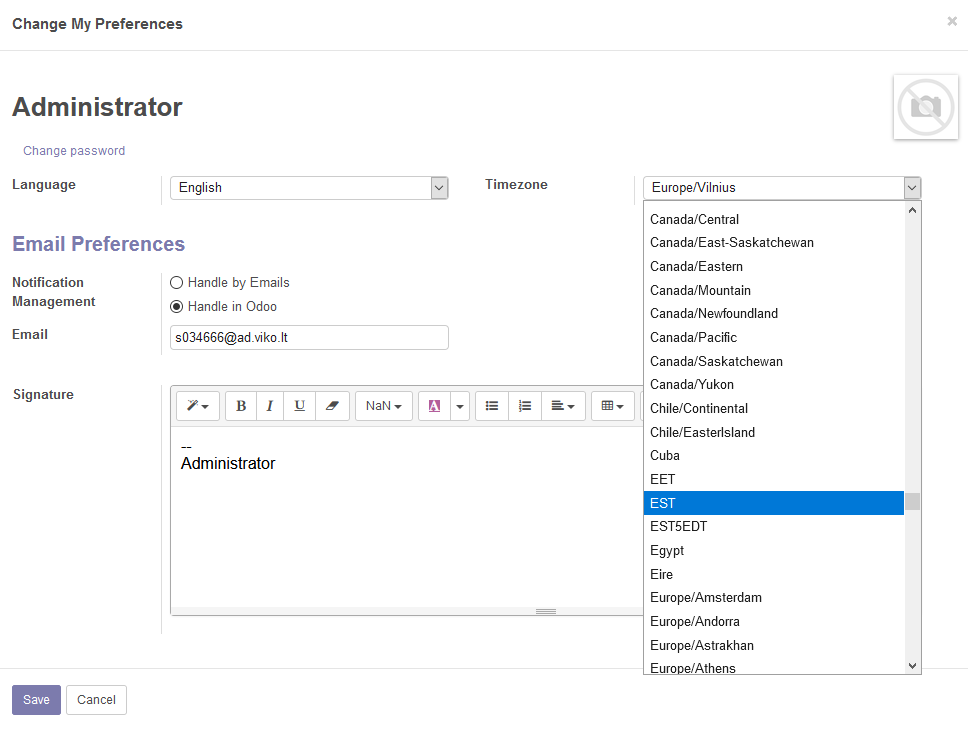 Change My Preferences
×
Administrator
Change password
Language
English
Timezone
Europe/Vilnius
Email Preferences
Notification
Management
Handle by Emails
Handle in Odoo
Email
s034666@ad.viko.lt
Signature
B I U NaN A
--
Administrator
Canada/Central
Canada/East-Saskatchewan
Canada/Eastern
Canada/Mountain
Canada/Newfoundland
Canada/Pacific
Canada/Saskatchewan
Canada/Yukon
Chile/Continental
Chile/EasterIsland
Cuba
EET
EST
EST5EDT
Egypt
Eire
Europe/Amsterdam
Europe/Andorra
Europe/Astrakhan
Europe/Athens
Save Cancel